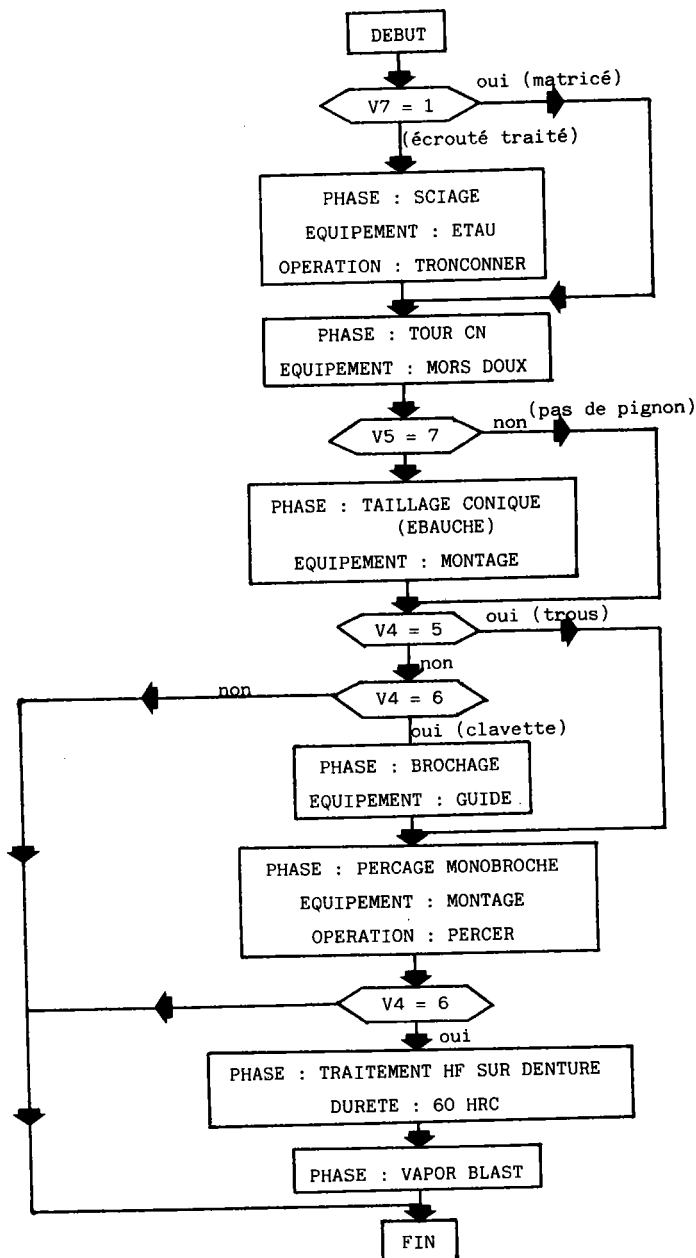 DEBUT
oui (matricé)
V7 = 1
(écrouté traité)
PHASE : SCIAGE
EQUIPEMENT : ETAU
OPERATION : TRONCONNER
PHASE : TOUR CN
EQUIPEMENT : MORS DOUX
non (pas de pignon)
V5 = 7
PHASE : TAILLAGE CONIQUE
(EBAUCHE)
EQUIPEMENT : MONTAGE
oui (trous)
V4 = 5
non
non
V4 = 6
oui (clavette)
PHASE : BROCHAGE
EQUIPEMENT : GUIDE
PHASE : PERCAGE MONOBROCHE
EQUIPEMENT : MONTAGE
OPERATION : PERCER
V4 = 6
oui
PHASE : TRAITEMENT HF SUR DENTURE
DURETE : 60 HRC
PHASE : VAPOR BLAST
FIN